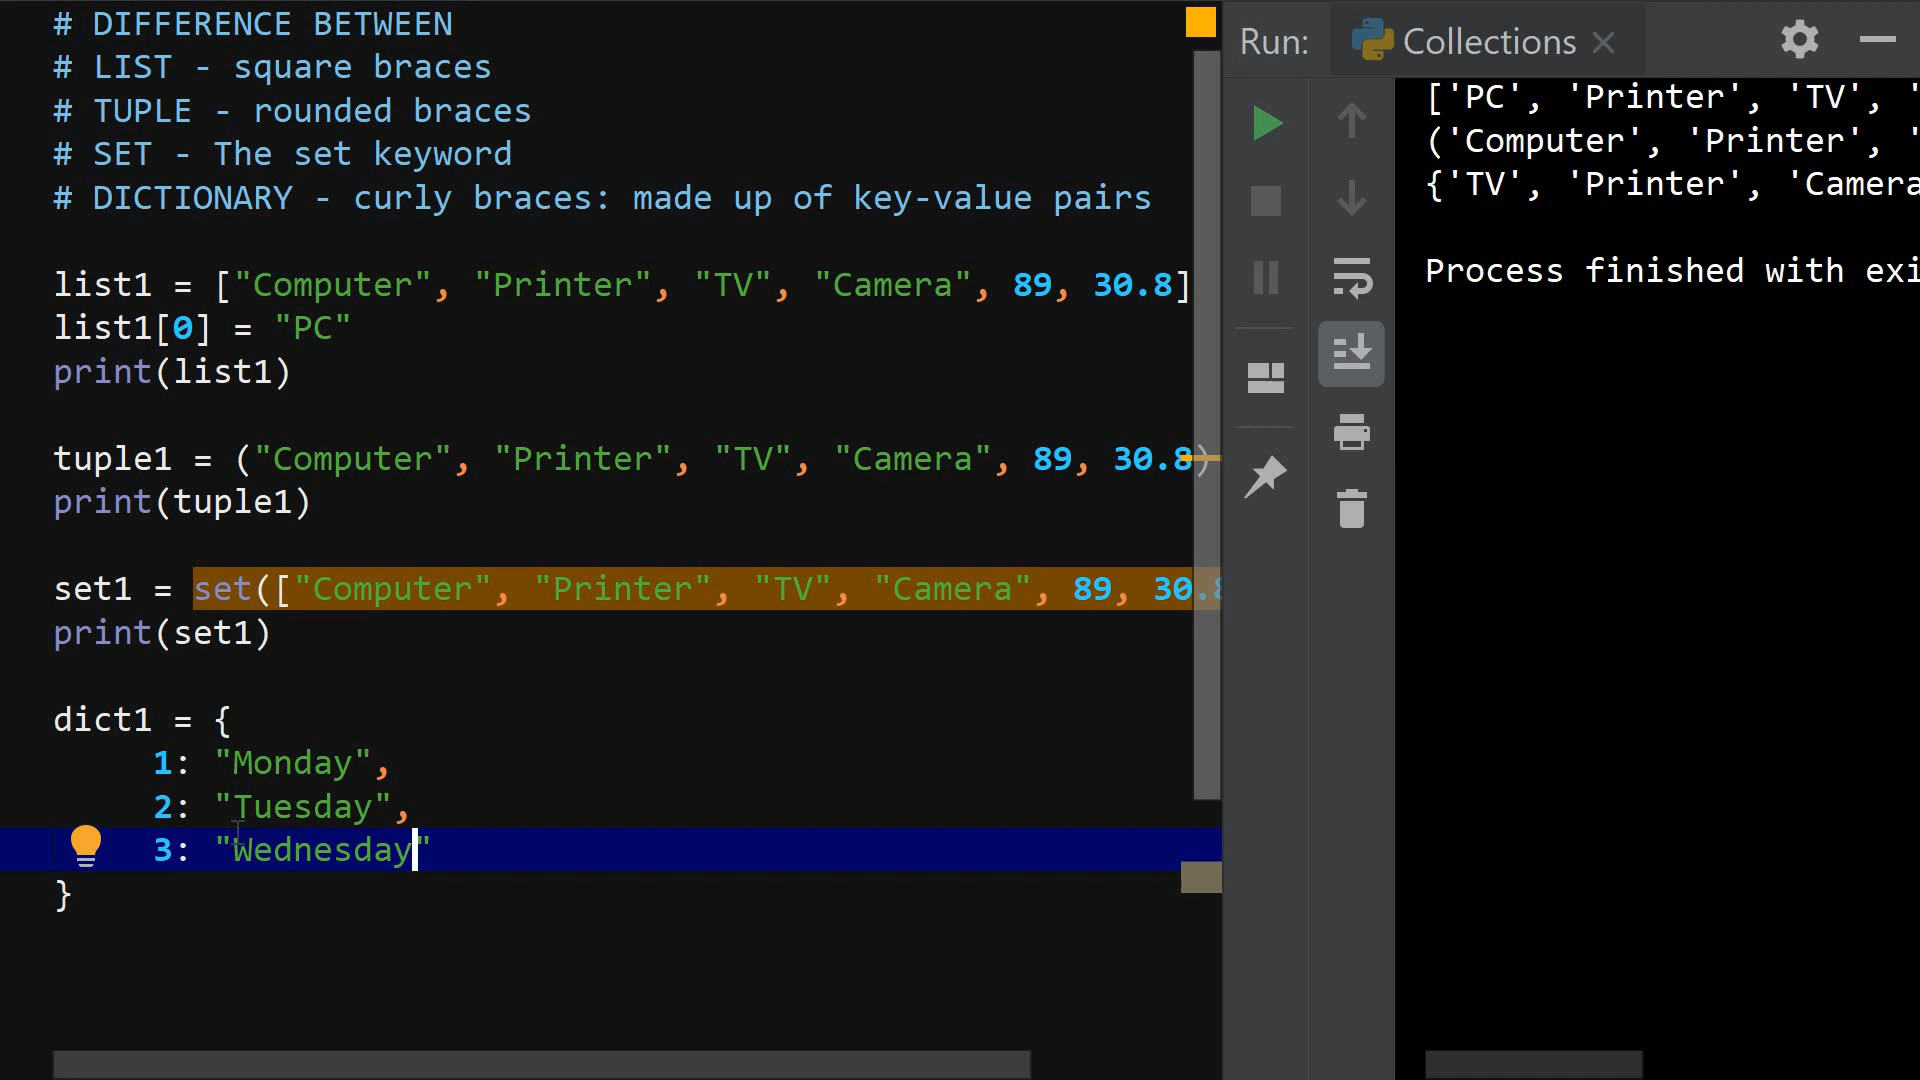 # DIFFERENCE BETWEEN
# LIST - square braces
# TUPLE - rounded braces
# SET - The set keyword
# DICTIONARY - curly braces: made up of key-value pairs
list1 = ["Computer", "Printer", "TV", "Camera", 89, 30.8]
list1[0] = "PC"
print(list1)
tuple1 = ("Computer", "Printer", "TV", "Camera", 89, 30.8)
print(tuple1)
set1 = set(["Computer", "Printer", "TV", "Camera", 89, 30.8
print(set1)
dict1 = {
1: "Monday",
2: "Tuesday",
3: "Wednesday"
}
Run: Collections
['PC', 'Printer', 'TV', '
('Computer', 'Printer', '
{'TV', 'Printer', 'Camera
Process finished with exi